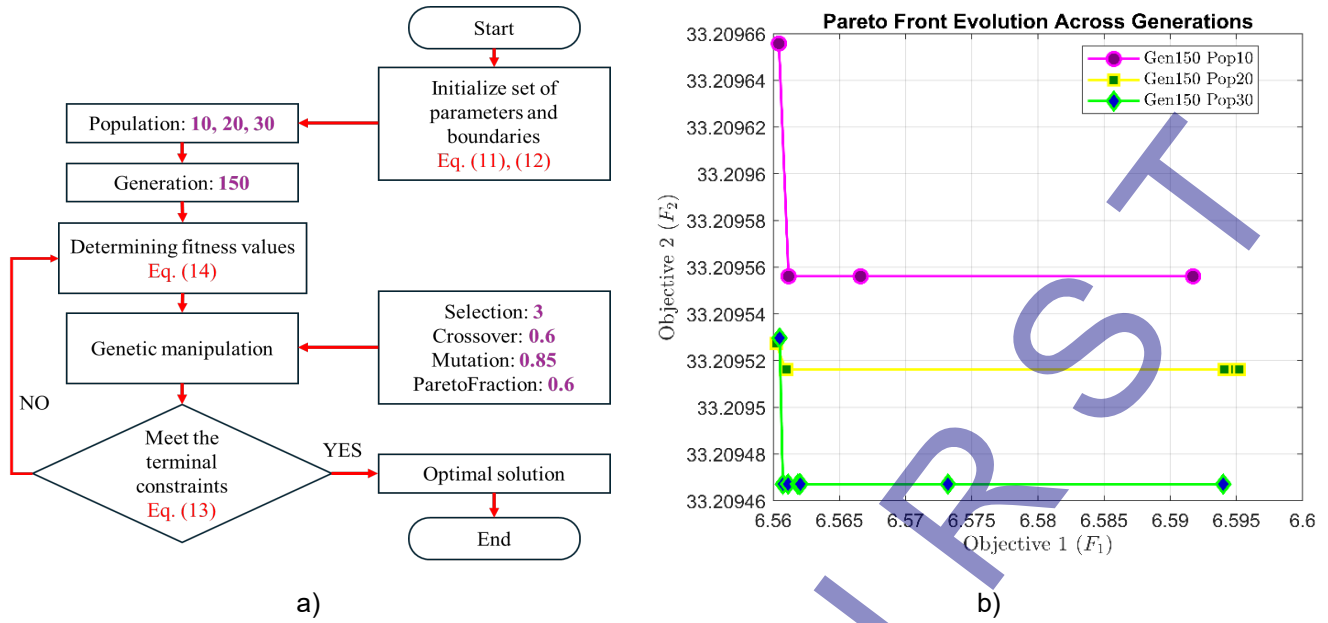 Start
Initialize set of
parameters and
boundaries
Eq. (11), (12)
Population: 10, 20, 30
Generation: 150
Determining fitness values
Eq. (14)
Selection: 3
Crossover: 0.6
Mutation: 0.85
ParetoFraction: 0.6
Genetic manipulation
NO
Meet the
terminal
constraints
Eq. (13)
YES
Optimal solution
End
a)
Pareto Front Evolution Across Generations
33.20966
33.20964
33.20962
33.2096
33.20958
33.20956
33.20954
33.20952
33.2095
33.20948
33.20946
Objective 2 (F2)
Gen150 Pop10
Gen150 Pop20
Gen150 Pop30
6.56 6.565 6.57 6.575 6.58 6.585 6.59 6.595 6.6
Objective 1 (F1)
b)
IRST